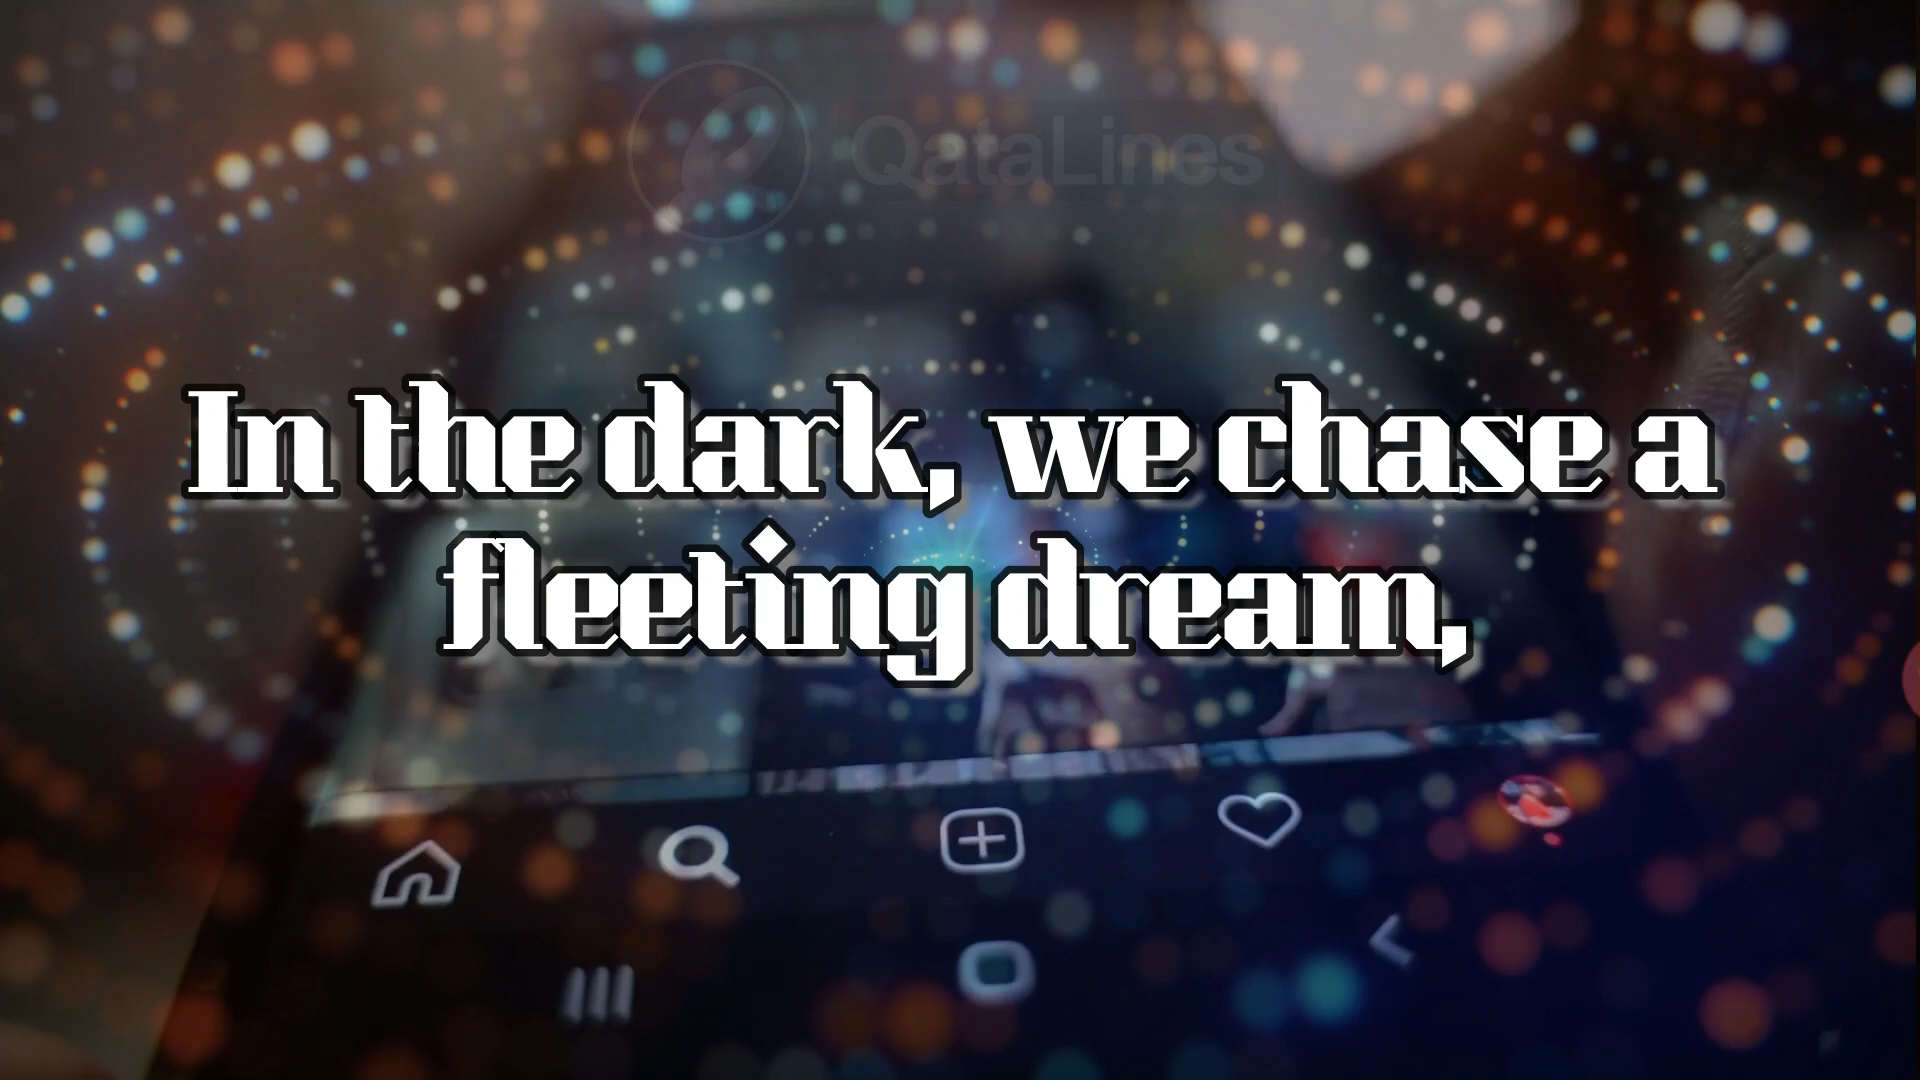 QataLines
In the dark, we chase a
fleeting dream,